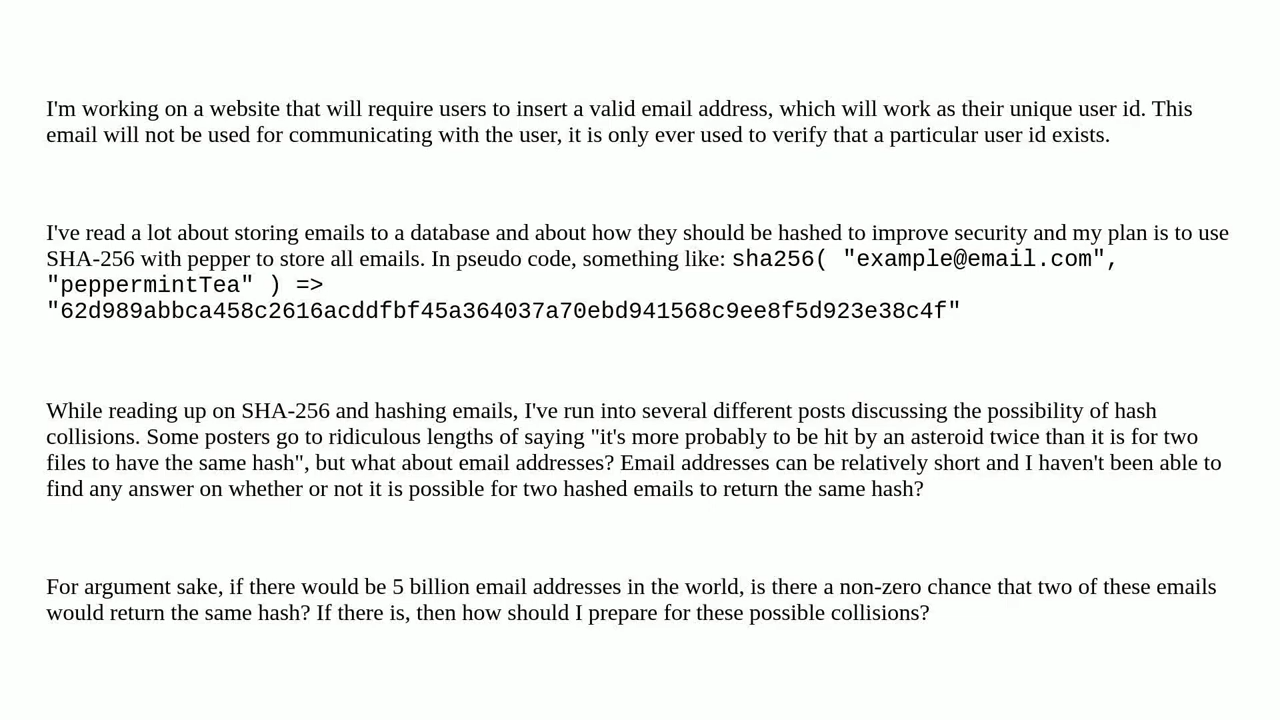 I'm working on a website that will require users to insert a valid email address, which will work as their unique user id. This
email will not be used for communicating with the user, it is only ever used to verify that a particular user id exists.
I've read a lot about storing emails to a database and about how they should be hashed to improve security and my plan is to use
SHA-256 with pepper to store all emails. In pseudo code, something like: sha256( "example@email.com",
"peppermintTea" ) =>
"62d989abbca458c2616acddfbf45a364037a70ebd941568c9ee8f5d923e38c4f"
While reading up on SHA-256 and hashing emails, I've run into several different posts discussing the possibility of hash
collisions. Some posters go to ridiculous lengths of saying "it's more probably to be hit by an asteroid twice than it is for two
files to have the same hash", but what about email addresses? Email addresses can be relatively short and I haven't been able to
find any answer on whether or not it is possible for two hashed emails to return the same hash?
For argument sake, if there would be 5 billion email addresses in the world, is there a non-zero chance that two of these emails
would return the same hash? If there is, then how should I prepare for these possible collisions?